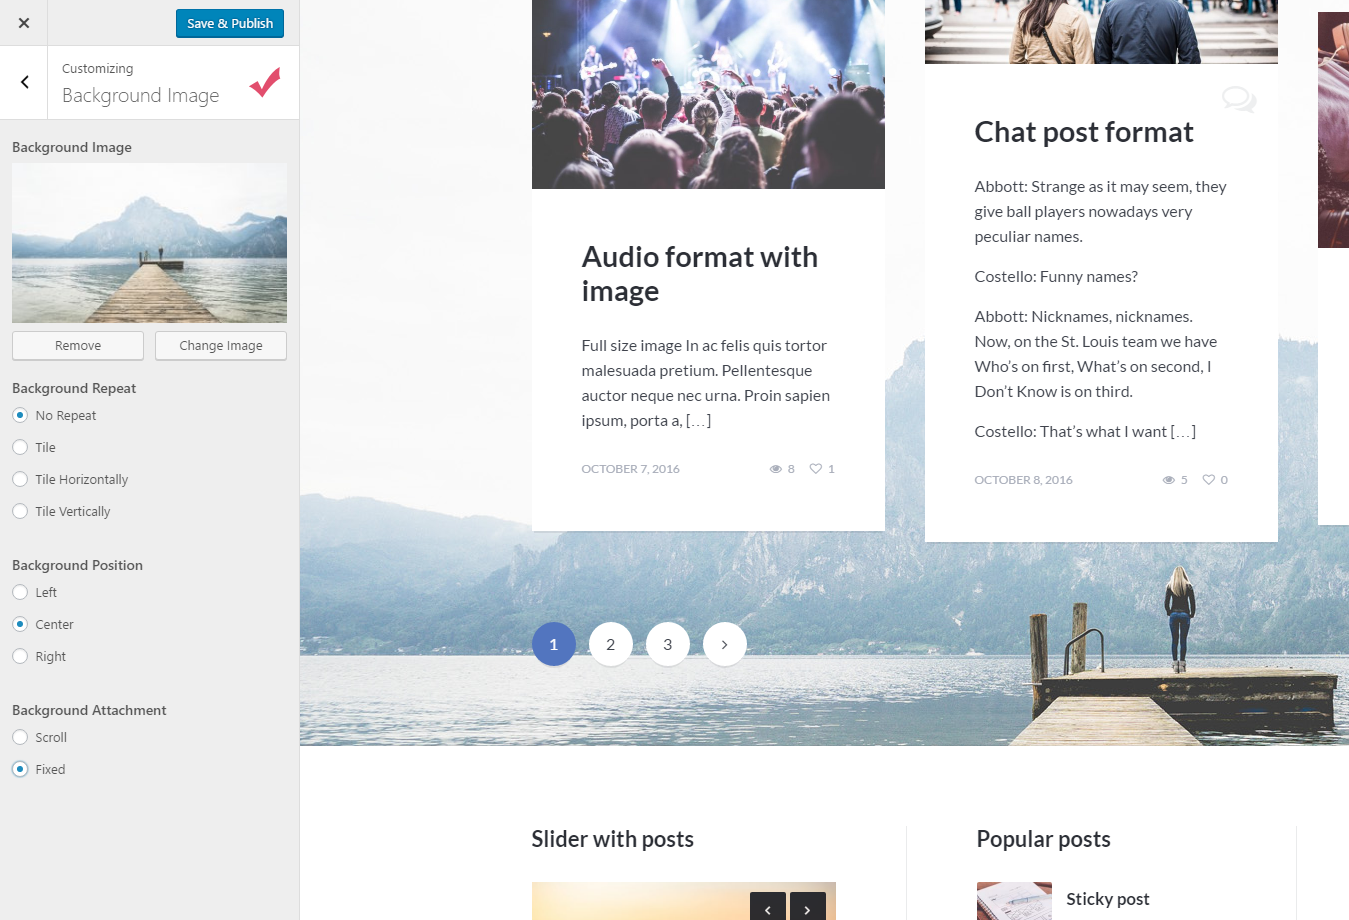 Save & Publish
Customizing
Background Image
Background Image
Remove
Change Image
Background Repeat
No Repeat
Tile
Tile Horizontally
Tile Vertically
Background Position
Left
Center
Right
Background Attachment
Scroll
Fixed
Audio format with
image
Full size image In ac felis quis tortor
malesuada pretium. Pellentesque
auctor neque nec urna. Proin sapien
ipsum, porta a, […]
OCTOBER 7, 2016
8
1
Chat post format
Abbott: Strange as it may seem, they
give ball players nowadays very
peculiar names.
Costello: Funny names?
Abbott: Nicknames, nicknames.
Now, on the St. Louis team we have
Who’s on first, What’s on second, I
Don’t Know is on third.
Costello: That’s what I want […]
OCTOBER 8, 2016
5
0
1
2
3
Slider with posts
Popular posts
Sticky post